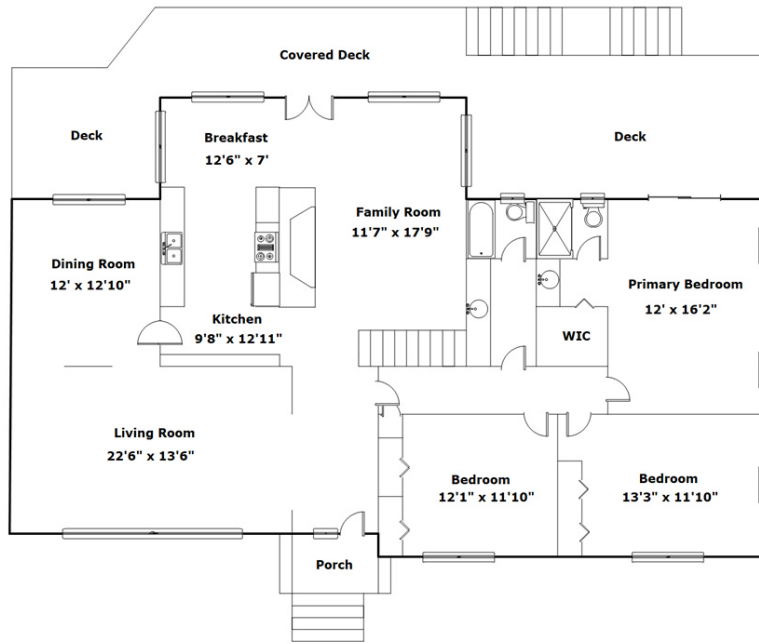 Covered Deck
Deck
Breakfast
12'6" x 7'
Deck
Family Room
11'7" x 17'9"
Dining Room
12' x 12'10"
Primary Bedroom
12' x 16'2"
Kitchen
9'8" x 12'11"
WIC
Living Room
22'6" x 13'6"
Bedroom
12'1" x 11'10"
Bedroom
13'3" x 11'10"
Porch